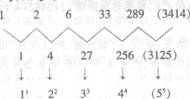 1 2 6 33 289 (3414)
1 4 27 256 (3125)
1¹ 2² 3³ 4⁴ (5⁵)